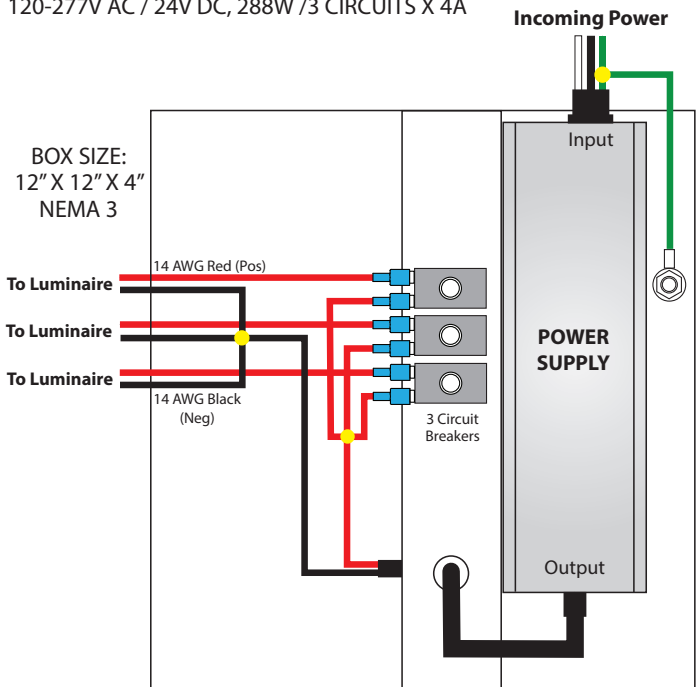 120-277V AC / 24V DC, 288W /3 CIRCUITS X 4A
Incoming Power
Input
BOX SIZE:
12” X 12” X 4”
NEMA 3
14 AWG Red (Pos)
To Luminaire
To Luminaire
To Luminaire
14 AWG Black
(Neg)
3 Circuit
Breakers
POWER
SUPPLY
Output